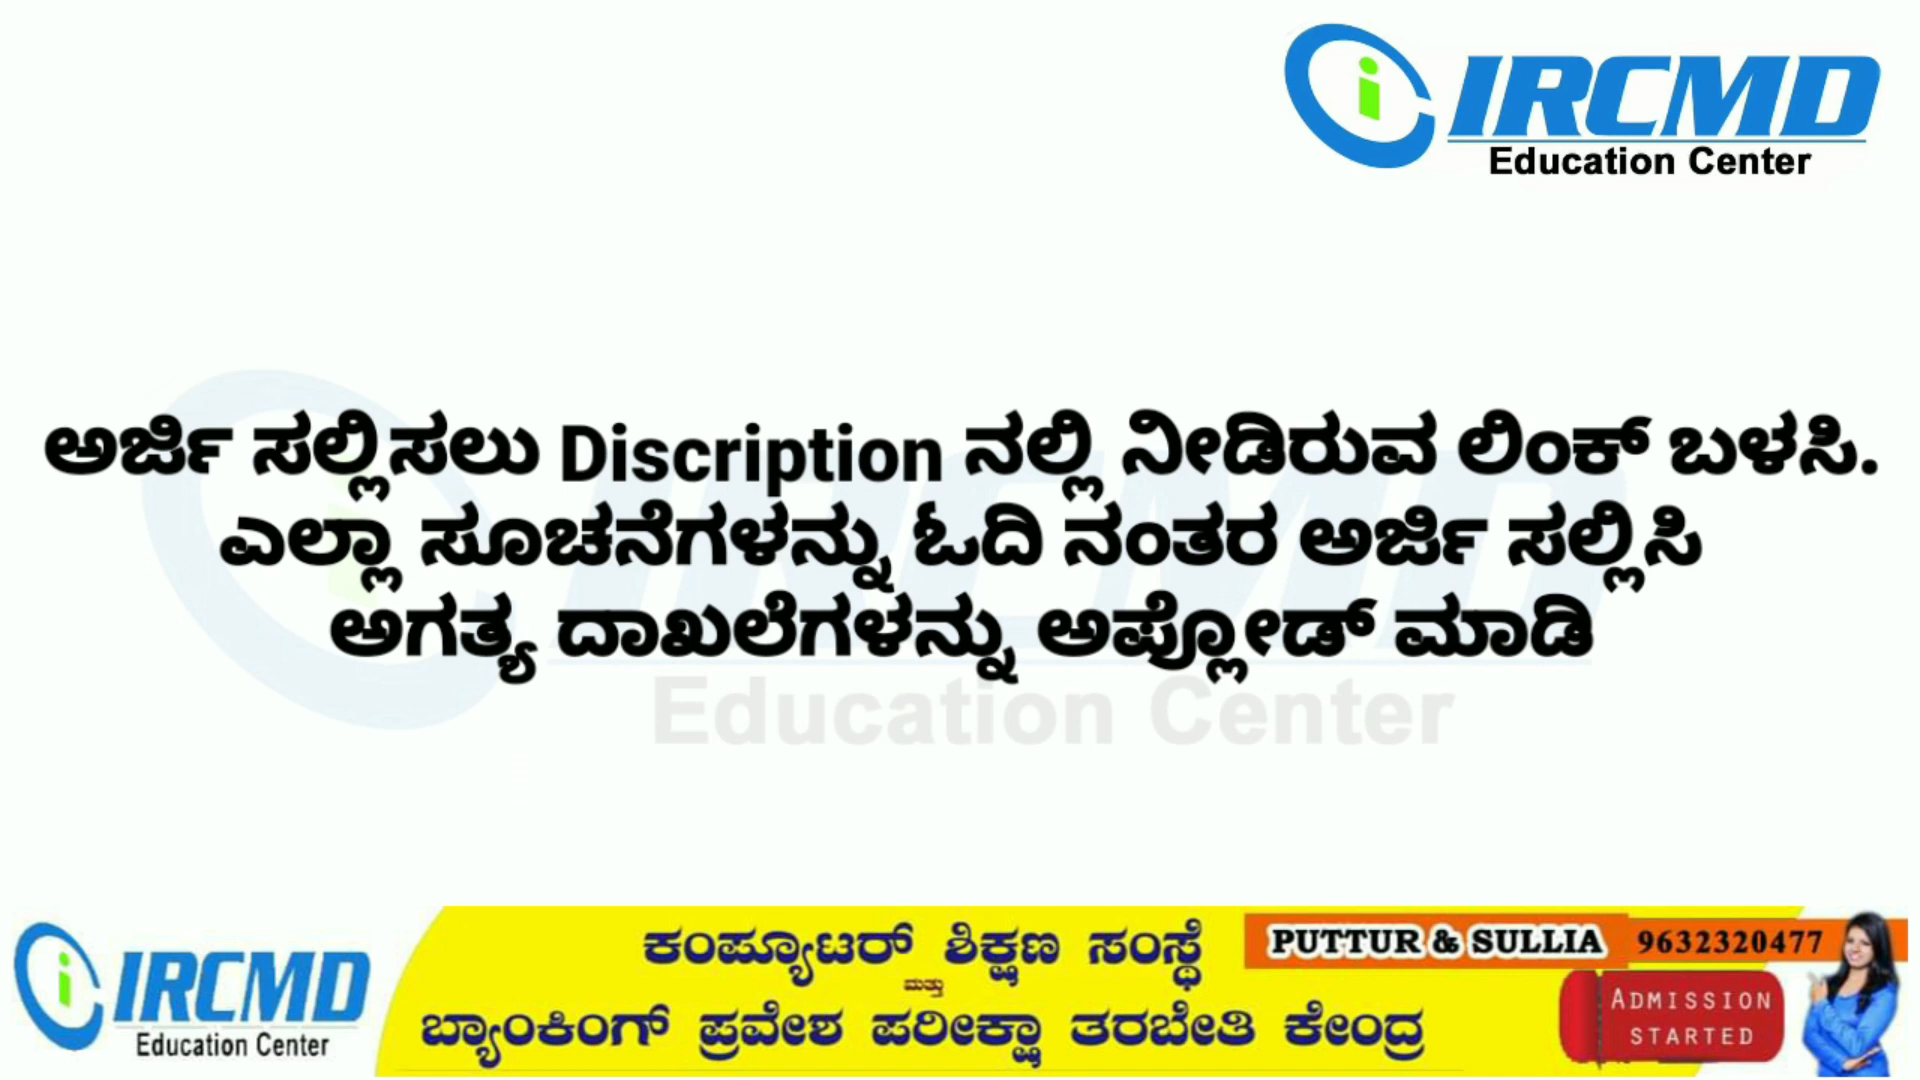 IRCMD
Education Center
ಅರ್ಜಿ ಸಲ್ಲಿಸಲು Discription ನಲ್ಲಿ ನೀಡಿರುವ ಲಿಂಕ್ ಬಳಸಿ.
ಎಲ್ಲಾ ಸೂಚನೆಗಳನ್ನು ಓದಿ ನಂತರ ಅರ್ಜಿ ಸಲ್ಲಿಸಿ
ಅಗತ್ಯ ದಾಖಲೆಗಳನ್ನು ಅಪ್ಲೋಡ್ ಮಾಡಿ
Education Center
IRCMD
Education Center
ಕಂಪ್ಯೂಟರ್ ಶಿಕ್ಷಣ ಸಂಸ್ಥೆ
ಮತ್ತು
ಬ್ಯಾಂಕಿಂಗ್ ಪ್ರವೇಶ ಪರೀಕ್ಷಾ ತರಬೇತಿ ಕೇಂದ್ರ
PUTTUR & SULLIA 9632320477
ADMISSION
STARTED